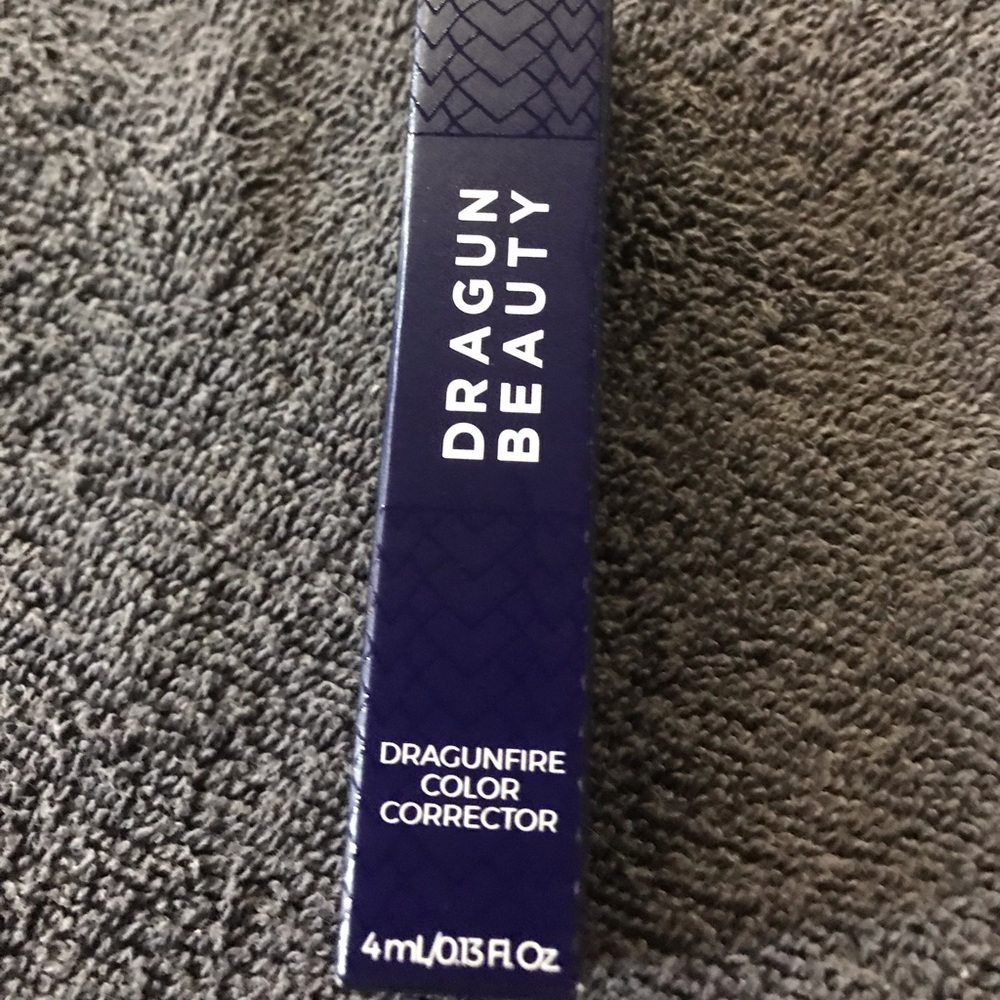 DRAGUN
BEAUTY
DRAGUNFIRE
COLOR
CORRECTOR
4 mL/0.13 Fl. Oz.